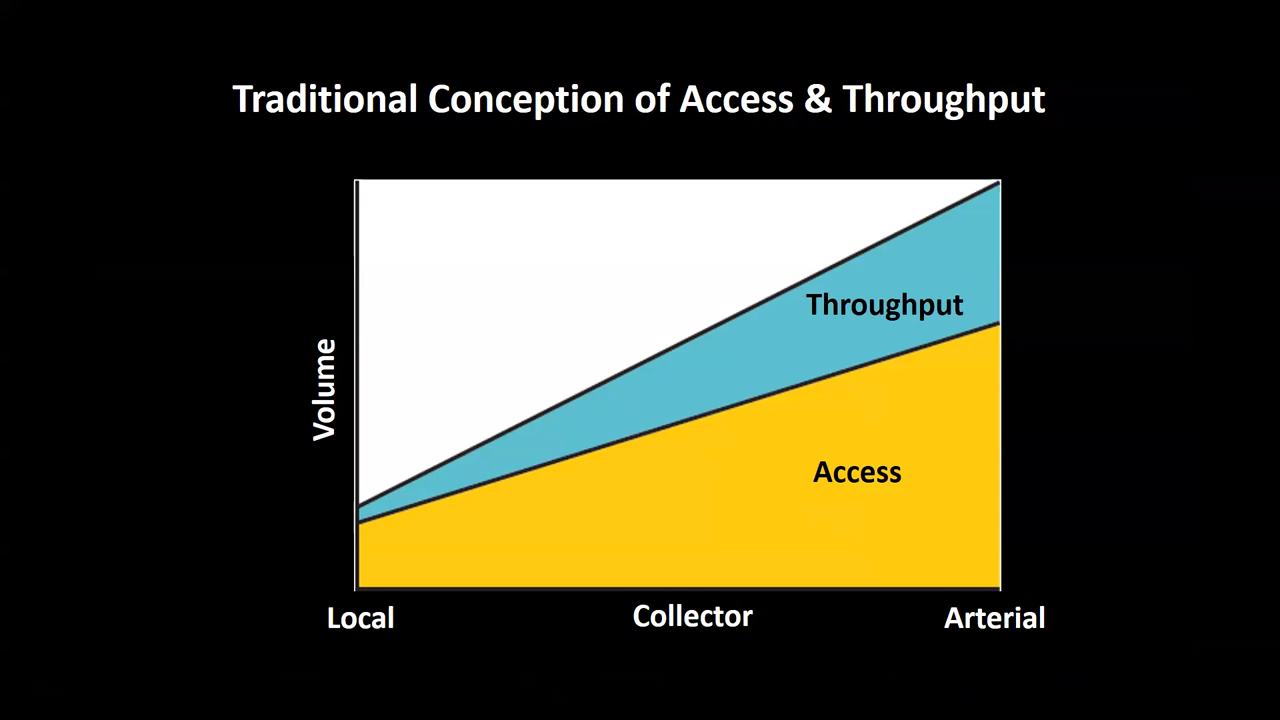 Traditional Conception of Access & Throughput
Volume
Throughput
Access
Local
Collector
Arterial